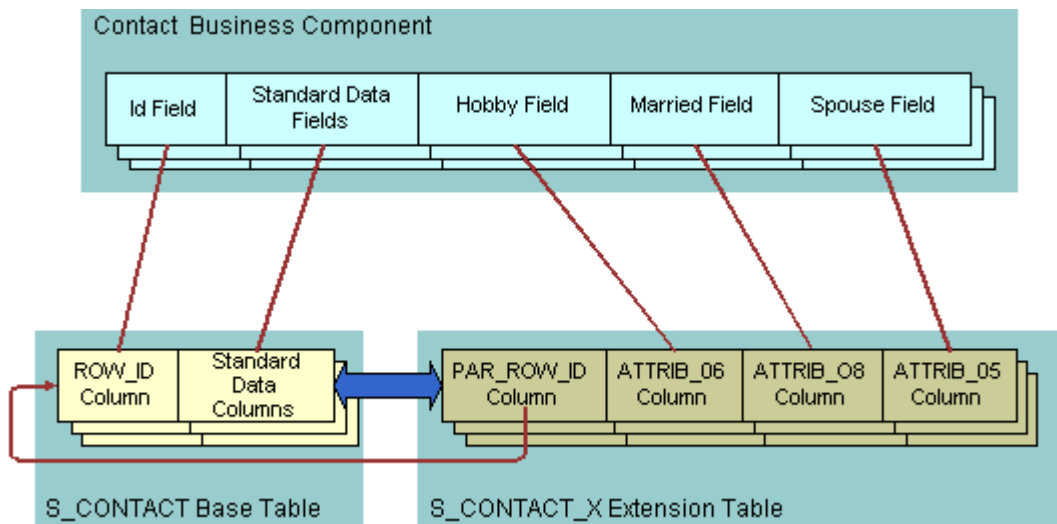 Contact Business Component
Id Field
Standard Data
Fields
Hobby Field
Married Field
Spouse Field
ROW_ID
Column
Standard
Data
Columns
PAR_ROW_ID
Column
ATTRIB_06
Column
ATTRIB_O8
Column
ATTRIB_05
Column
S_CONTACT Base Table
S_CONTACT_X Extension Table